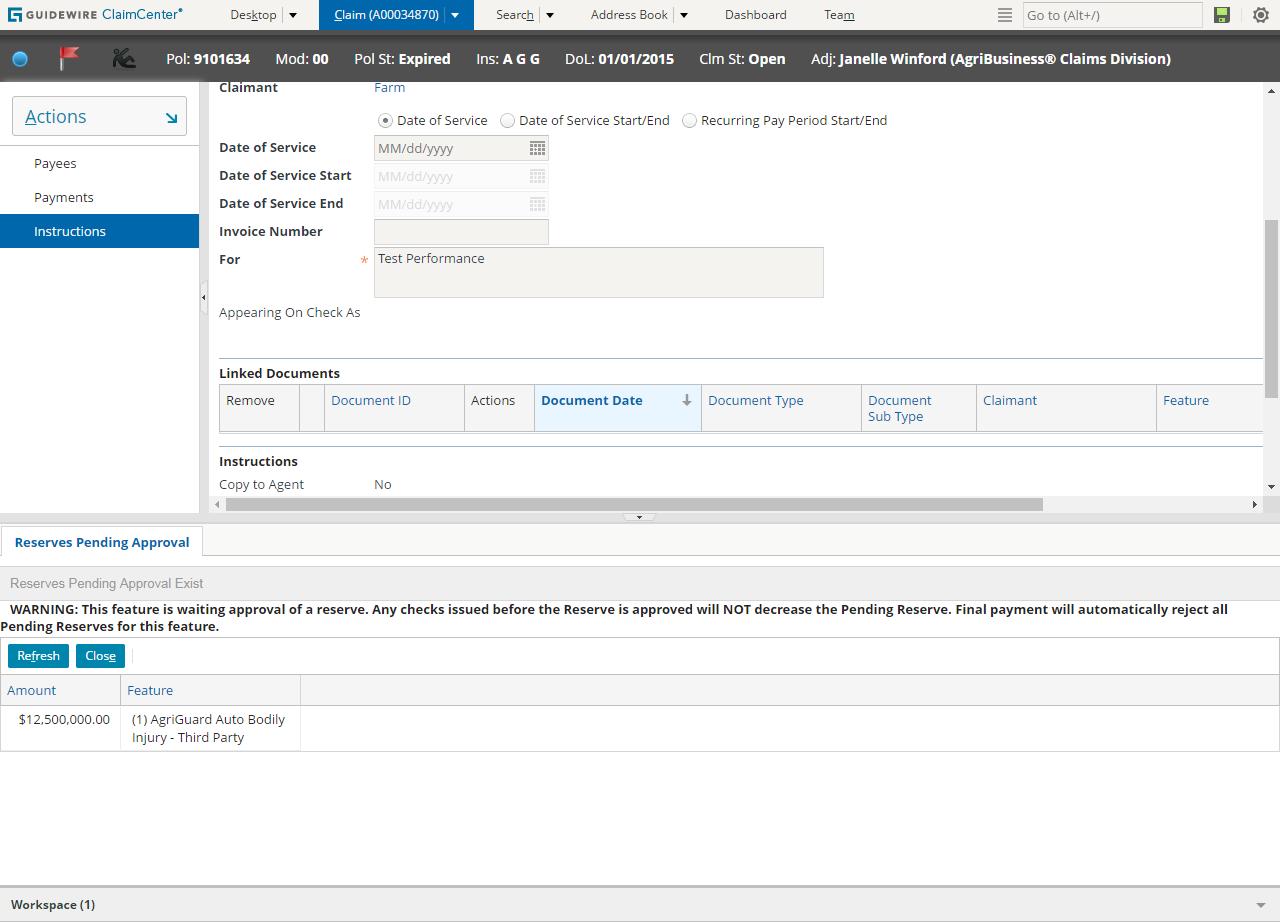 GUIDEWIRE ClaimCenter® Desktop Claim (A00034870) Search Address Book Dashboard Team Go to (Alt+/)
Pol: 9101634 Mod: 00 Pol St: Expired Ins: A G G DoL: 01/01/2015 Clm St: Open Adj: Janelle Winford (AgriBusiness® Claims Division)
Actions
Payees
Payments
Instructions
Claimant Farm
Date of Service Date of Service Start/End Recurring Pay Period Start/End
Date of Service MM/dd/yyyy
Date of Service Start MM/dd/yyyy
Date of Service End MM/dd/yyyy
Invoice Number
For * Test Performance
Appearing On Check As
Linked Documents
Remove Document ID Actions Document Date Document Type Document Sub Type Claimant Feature
Instructions
Copy to Agent No
Reserves Pending Approval
Reserves Pending Approval Exist
WARNING: This feature is waiting approval of a reserve. Any checks issued before the Reserve is approved will NOT decrease the Pending Reserve. Final payment will automatically reject all
Pending Reserves for this feature.
Refresh Close
Amount Feature
$12,500,000.00 (1) AgriGuard Auto Bodily
Injury - Third Party
Workspace (1)